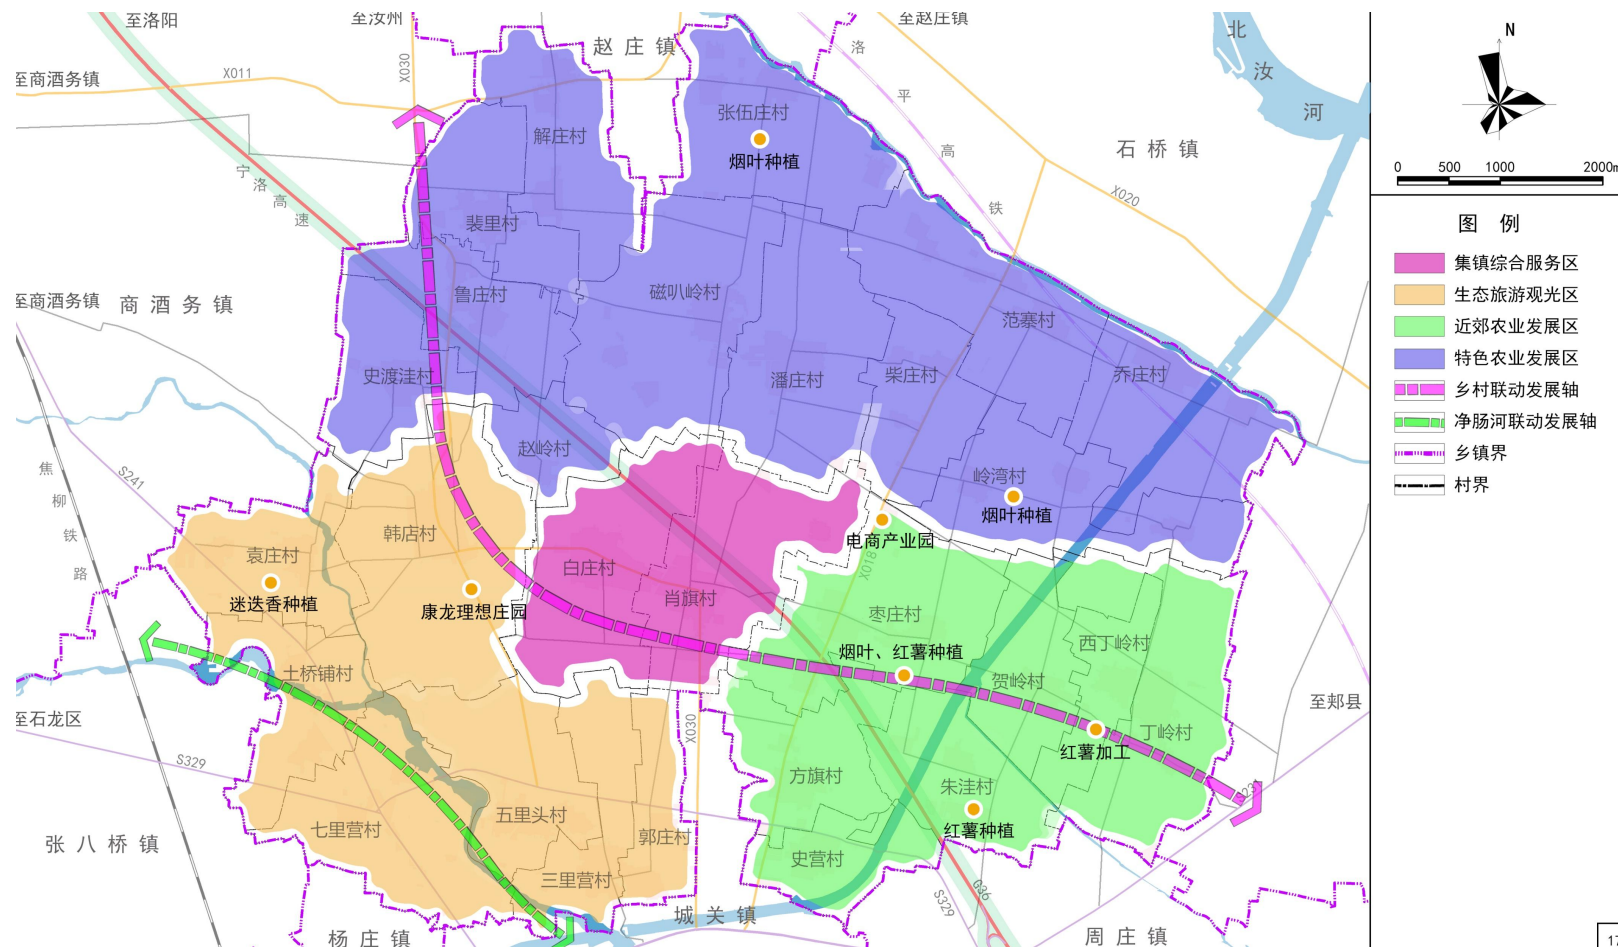 至洛阳
至汝州
至赵庄镇
赵庄镇
北汝河
N
X030
X011
至商酒务镇
洛平高铁
张伍庄村
烟叶种植
解庄村
石桥镇
0 500 1000 2000m
X020
宁洛高速
裴里村
图 例
集镇综合服务区
生态旅游观光区
近郊农业发展区
特色农业发展区
乡村联动发展轴
净肠河联动发展轴
乡镇界
村界
至商酒务镇
商酒务镇
鲁庄村
磁叭岭村
范寨村
史渡洼村
潘庄村
柴庄村
乔庄村
赵岭村
岭湾村
烟叶种植
焦柳铁路
S241
韩店村
电商产业园
X018
袁庄村
迷迭香种植
康龙理想庄园
白庄村
肖旗村
枣庄村
西丁岭村
烟叶、红薯种植
贺岭村
土桥铺村
至石龙区
至郏县
X030
丁岭村
红薯加工
S329
方旗村
朱洼村
红薯种植
七里营村
五里头村
郭庄村
张八桥镇
史营村
三里营村
G36
S329
城关镇
杨庄镇
周庄镇